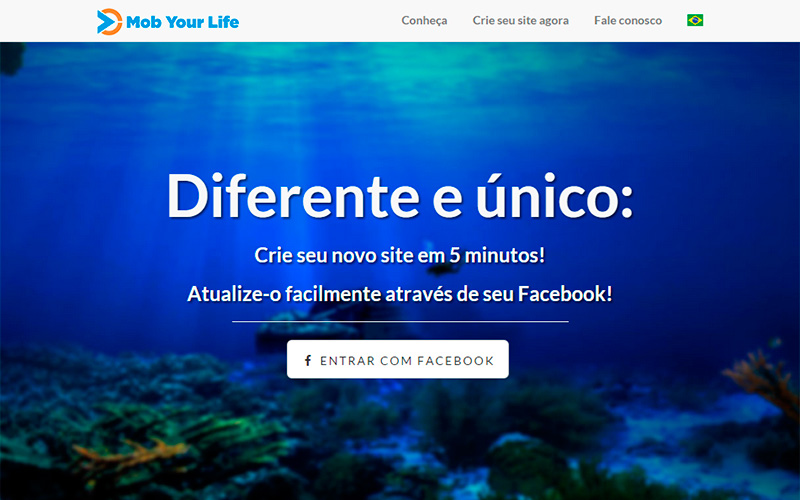 Mob Your Life
Conheça
Crie seu site agora
Fale conosco
Diferente e único:
Crie seu novo site em 5 minutos!
Atualize-o facilmente através de seu Facebook!
f ENTRAR COM FACEBOOK